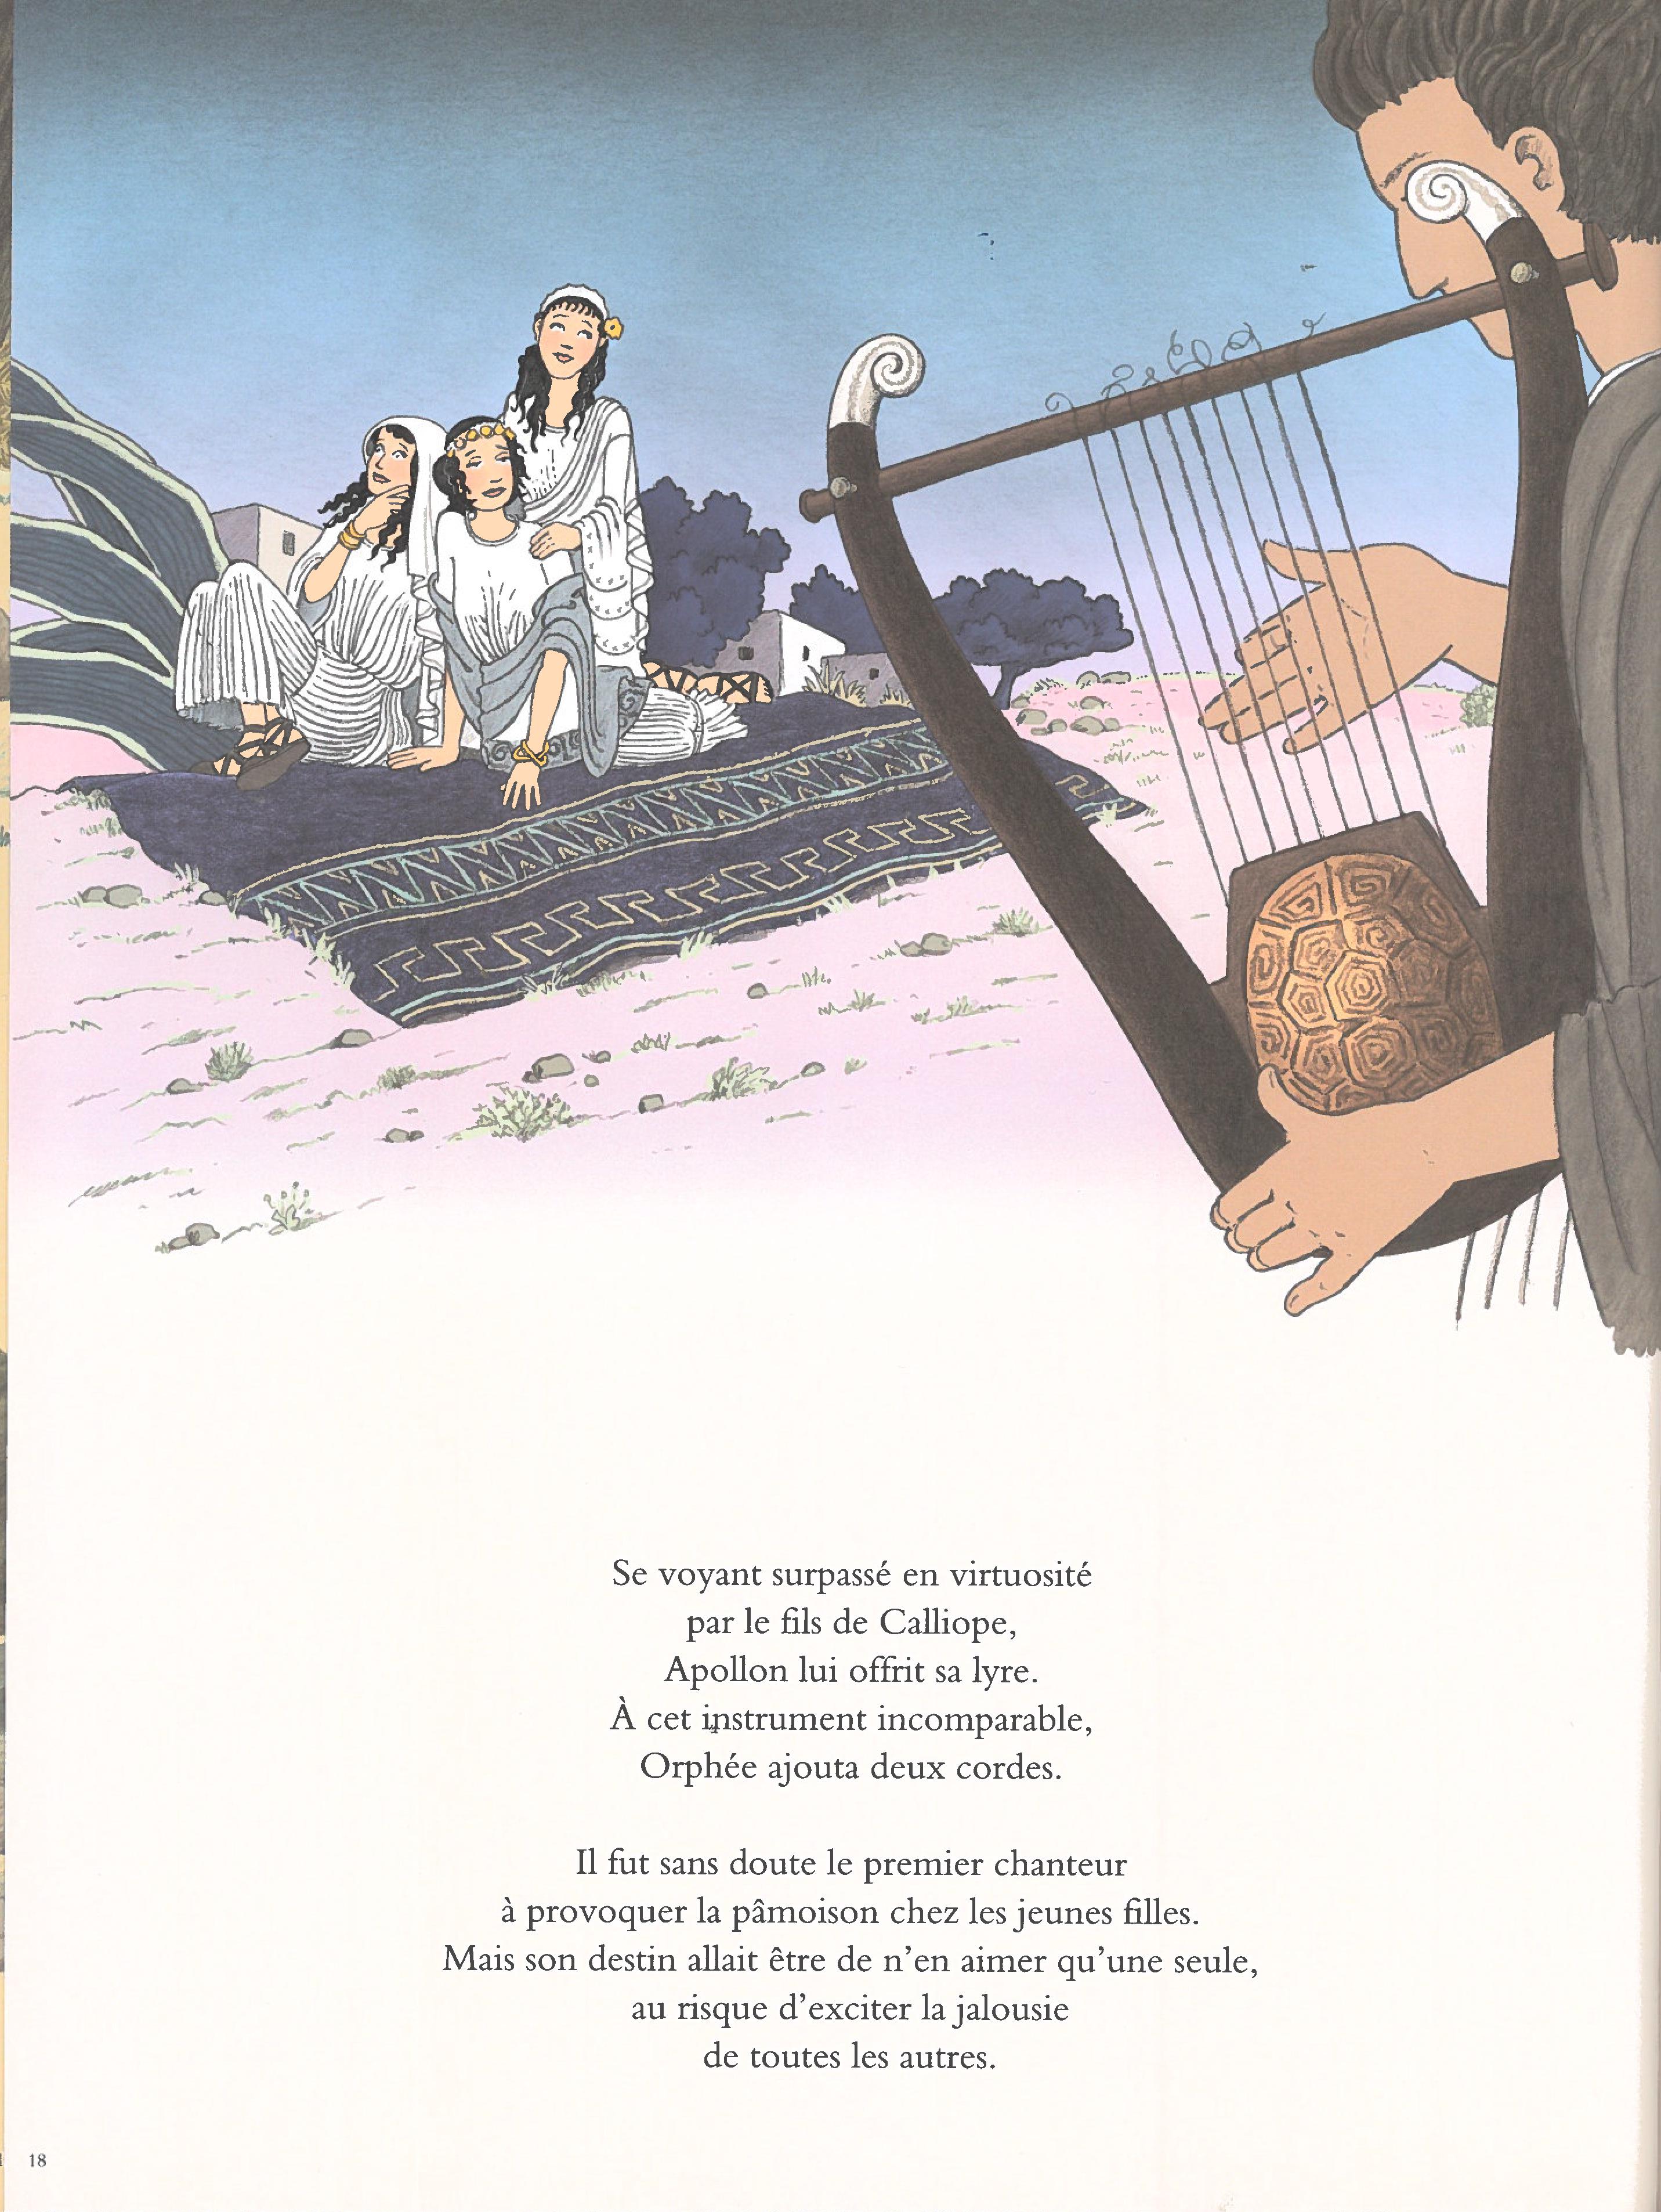 Se voyant surpassé en virtuosité
par le fils de Calliope,
Apollon lui offrit sa lyre.
À cet instrument incomparable,
Orphée ajouta deux cordes.
Il fut sans doute le premier chanteur
à provoquer la pâmoison chez les jeunes filles.
Mais son destin allait être de n'en aimer qu'une seule,
au risque d'exciter la jalousie
de toutes les autres.
18